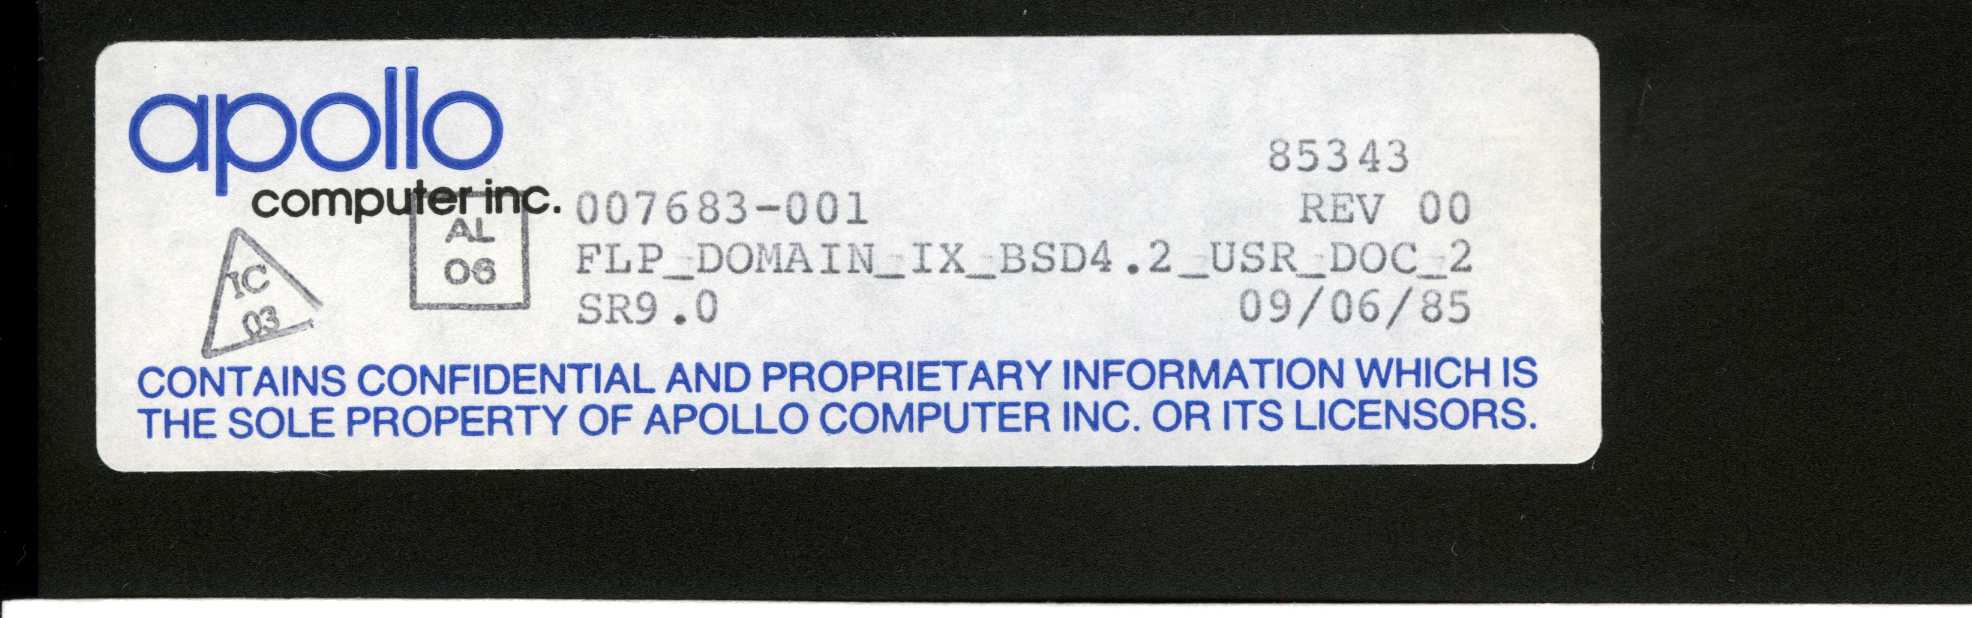 apollo
computer inc.
85343
007683-001 REV 00
AL
06
FLP_DOMAIN_IX_BSD4.2_USR_DOC_2
IC
03
SR9.0 09/06/85
CONTAINS CONFIDENTIAL AND PROPRIETARY INFORMATION WHICH IS
THE SOLE PROPERTY OF APOLLO COMPUTER INC. OR ITS LICENSORS.